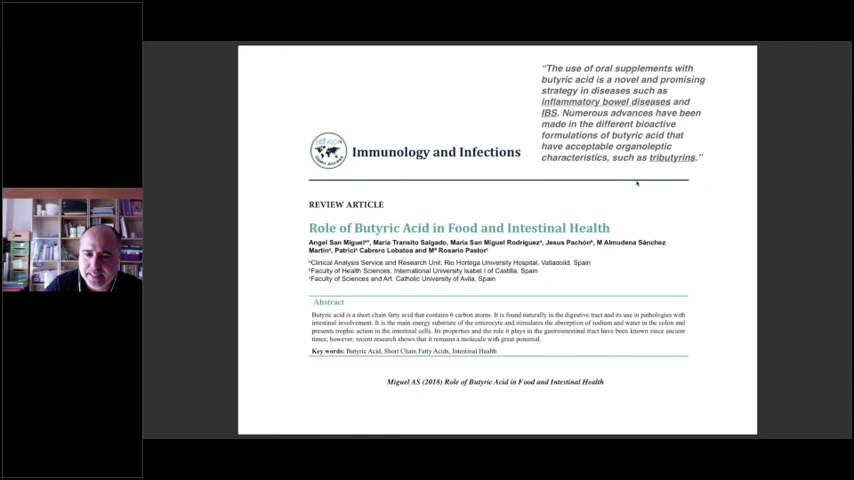 “The use of oral supplements with
butyric acid is a novel and promising
strategy in diseases such as
inflammatory bowel diseases and
IBS. Numerous advances have been
made in the different bioactive
formulations of butyric acid that
have acceptable organoleptic
characteristics, such as tributyrins.”
Open Access
Immunology and Infections
REVIEW ARTICLE
Role of Butyric Acid in Food and Intestinal Health
Angel San Miguel, María Transito Salgado, María San Miguel Rodríguez, Jesus Pachón, M Almudena Sánchez
Martin, Patrici Cabrero Lobatoa and Mª Rosario Pastor
Clinical Analysis Service and Research Unit. Rio Hortega University Hospital. Valladolid. Spain
Faculty of Health Sciences. International University Isabel I of Castilla. Spain
Faculty of Sciences and Art. Catholic University of Avila. Spain
Abstract
Butyric acid is a short chain fatty acid that contains 6 carbon atoms. It is found naturally in the digestive tract and its use in pathologies with
intestinal involvement. It is the main energy substrate of the enterocyte and stimulates the absorption of sodium and water in the colon and
presents trophic action in the intestinal cells. Its properties and the role it plays in the gastrointestinal tract have been known since ancient
times; however, recent research shows that it remains a molecule with great potential.
Key words: Butyric Acid, Short Chain Fatty Acids, Intestinal Health
Miguel AS (2018) Role of Butyric Acid in Food and Intestinal Health